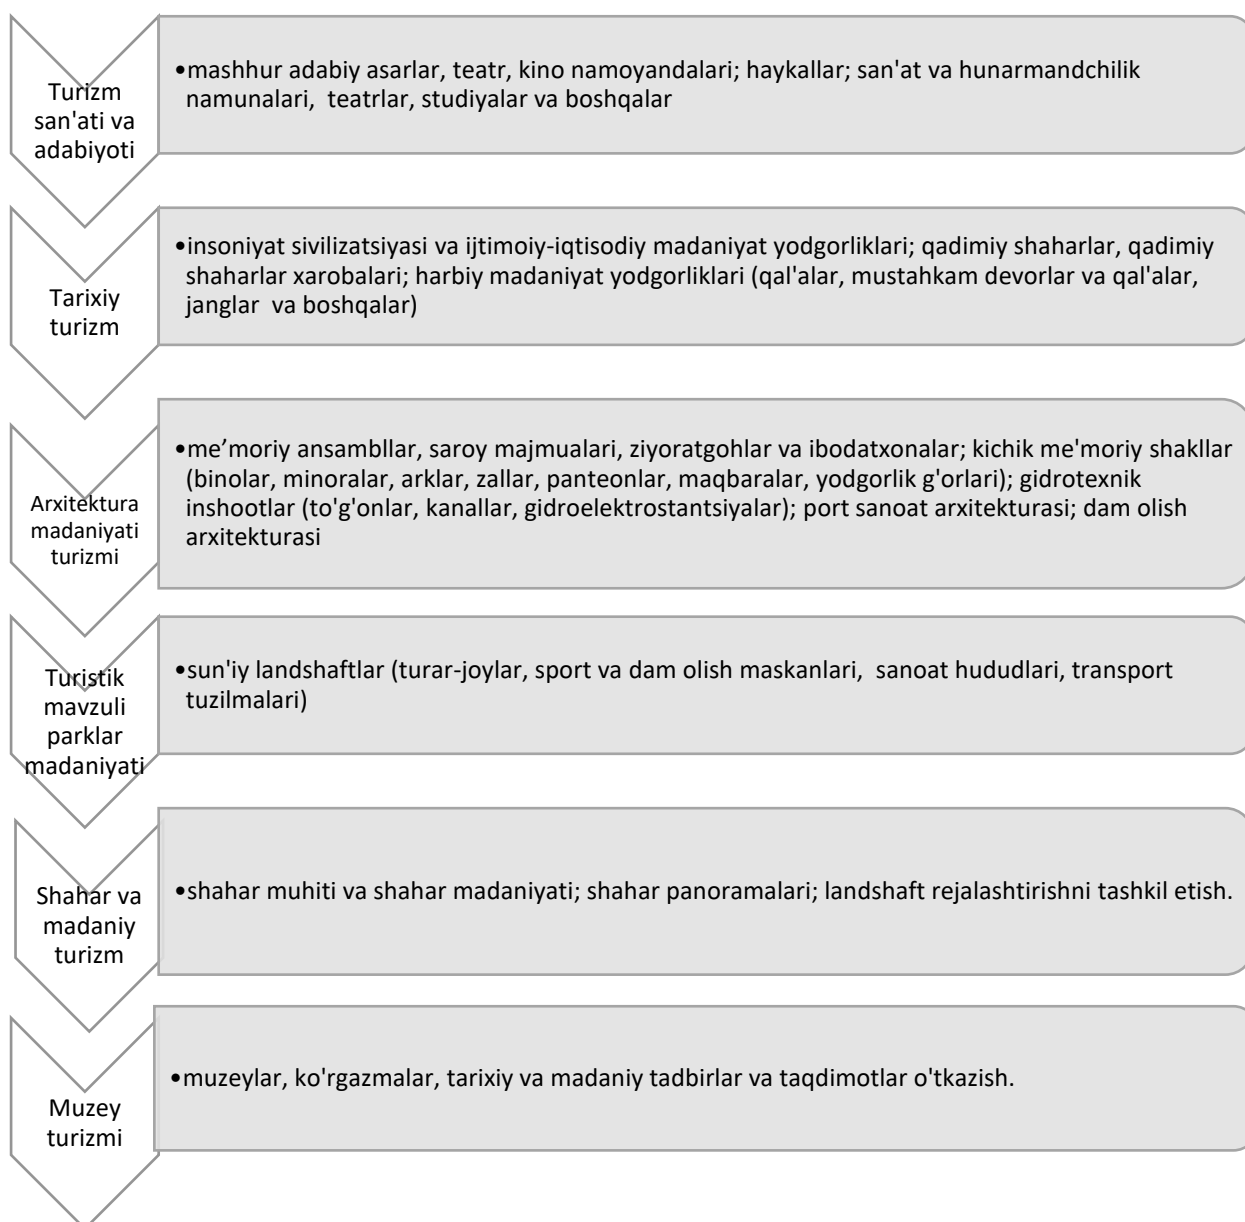 Turizm
san'ati va
adabiyoti
•mashhur adabiy asarlar, teatr, kino namoyandalari; haykallar; san'at va hunarmandchilik
namunalari,  teatrlar, studiyalar va boshqalar
Tarixiy
turizm
•insoniyat sivilizatsiyasi va ijtimoiy-iqtisodiy madaniyat yodgorliklari; qadimiy shaharlar, qadimiy
shaharlar xarobalari; harbiy madaniyat yodgorliklari (qal'alar, mustahkam devorlar va qal'alar,
janglar  va boshqalar)
Arxitektura
madaniyati
turizmi
•me’moriy ansambllar, saroy majmualari, ziyoratgohlar va ibodatxonalar; kichik me'moriy shakllar
(binolar, minoralar, arklar, zallar, panteonlar, maqbaralar, yodgorlik g'orlari); gidrotexnik
inshootlar (to'g'onlar, kanallar, gidroelektrostantsiyalar); port sanoat arxitekturasi; dam olish
arxitekturasi
Turistik
mavzuli
parklar
madaniyati
•sun'iy landshaftlar (turar-joylar, sport va dam olish maskanlari,  sanoat hududlari, transport
tuzilmalari)
Shahar va
madaniy
turizm
•shahar muhiti va shahar madaniyati; shahar panoramalari; landshaft rejalashtirishni tashkil etish.
Muzey
turizmi
•muzeylar, ko'rgazmalar, tarixiy va madaniy tadbirlar va taqdimotlar o'tkazish.